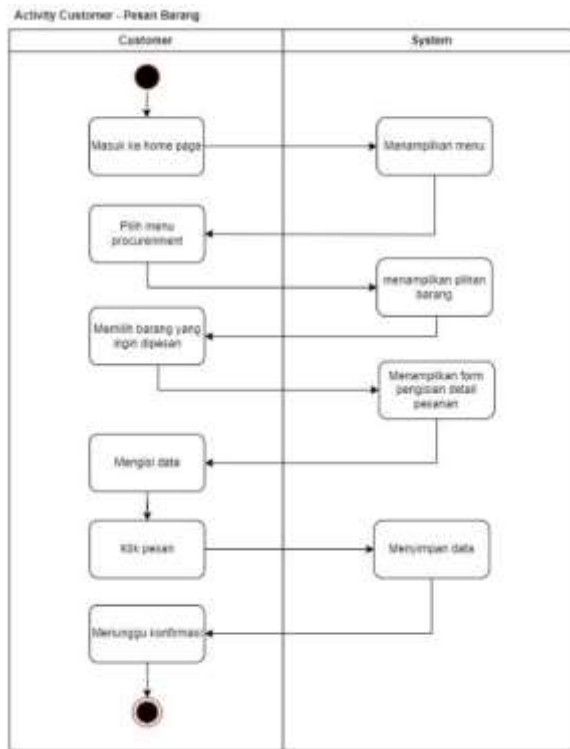 Activity Customer - Pesan Barang
Customer
System
Masuk ke home page
Menampilkan menu
Pilih menu
procurenment
menampilkan pilihan
barang
Memilih barang yang
ingin dipesan
Menampilkan form
pengisian detail
pesanan
Mengisi data
Klik pesan
Menyimpan data
Menunggu konfirmasi